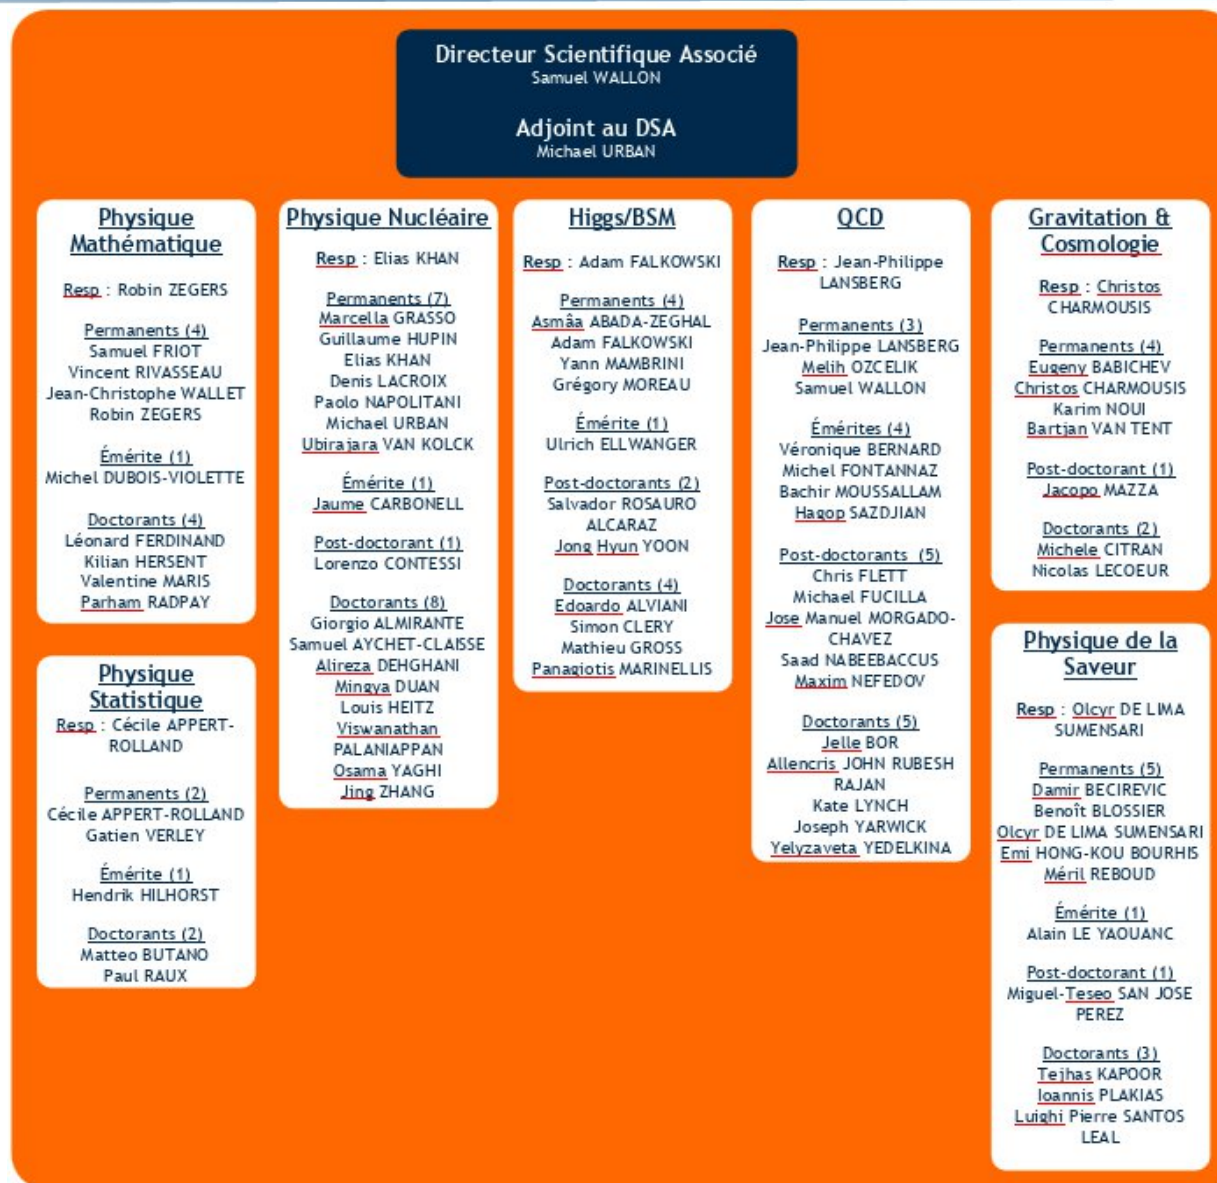 Directeur Scientifique Associé
Samuel WALLON
Adjoint au DSA
Michael URBAN
Physique
Mathématique
Resp : Robin ZEGERS
Permanents (4)
Samuel FRIOT
Vincent RIVASSEAU
Jean-Christophe WALLET
Robin ZEGERS
Émérite (1)
Michel DUBOIS-VIOLETTE
Doctorants (4)
Léonard FERDINAND
Kilian HERSENT
Valentine MARIS
Parham RADPAY
Physique
Statistique
Resp : Cécile APPERT-
ROLLAND
Permanents (2)
Cécile APPERT-ROLLAND
Gatien VERLEY
Émérite (1)
Hendrik HILHORST
Doctorants (2)
Matteo BUTANO
Paul RAUX
Physique Nucléaire
Resp : Elias KHAN
Permanents (7)
Marcella GRASSO
Guillaume HUPIN
Elias KHAN
Denis LACROIX
Paolo NAPOLITANI
Michael URBAN
Ubirajara VAN KOLCK
Émérite (1)
Jaume CARBONELL
Post-doctorant (1)
Lorenzo CONTESSI
Doctorants (8)
Giorgio ALMIRANTE
Samuel AYCHET-CLAISSE
Alireza DEHGHANI
Mingya DUAN
Louis HEITZ
Viswanathan
PALANIAPPAN
Osama YAGHI
Jing ZHANG
Higgs/BSM
Resp : Adam FALKOWSKI
Permanents (4)
Asmâa ABADA-ZEGHAL
Adam FALKOWSKI
Yann MAMBRINI
Grégory MOREAU
Émérite (1)
Ulrich ELLWANGER
Post-doctorants (2)
Salvador ROSAURO
ALCARAZ
Jong Hyun YOON
Doctorants (4)
Edoardo ALVIANI
Simon CLERY
Mathieu GROSS
Panagiotis MARINELLIS
QCD
Resp : Jean-Philippe
LANSBERG
Permanents (3)
Jean-Philippe LANSBERG
Melih OZCELIK
Samuel WALLON
Émérites (4)
Véronique BERNARD
Michel FONTANNAZ
Bachir MOUSSALLAM
Hagop SAZDJIAN
Post-doctorants (5)
Chris FLETT
Michael FUCILLA
Jose Manuel MORGADO-
CHAVEZ
Saad NABEEBACCUS
Maxim NEFEDOV
Doctorants (5)
Jelle BOR
Allencris JOHN RUBESH
RAJAN
Kate LYNCH
Joseph YARWICK
Yelyzaveta YEDELKINA
Gravitation &
Cosmologie
Resp : Christos
CHARMOUSIS
Permanents (4)
Eugeny BABICHEV
Christos CHARMOUSIS
Karim NOUI
Bartjan VAN TENT
Post-doctorant (1)
Jacopo MAZZA
Doctorants (2)
Michele CITRAN
Nicolas LECOEUR
Physique de la
Saveur
Resp : Olcyr DE LIMA
SUMENSARI
Permanents (5)
Damir BECIREVIC
Benoît BLOSSIER
Olcyr DE LIMA SUMENSARI
Emi HONG-KOU BOURHIS
Méril REBOUD
Émérite (1)
Alain LE YAOUANC
Post-doctorant (1)
Miguel-Teseo SAN JOSE
PEREZ
Doctorants (3)
Tejhas KAPOOR
Ioannis PLAKIAS
Luighi Pierre SANTOS
LEAL